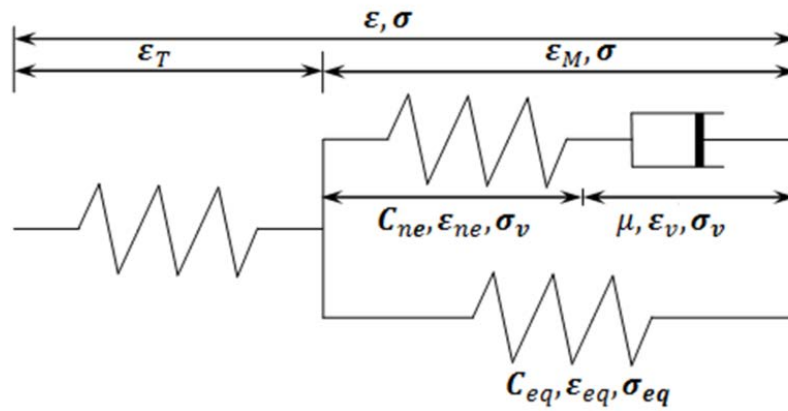 ε, σ
ε_T
ε_M, σ
C_ne, ε_ne, σ_v
μ, ε_v, σ_v
C_eq, ε_eq, σ_eq